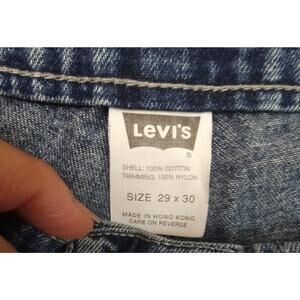 LEVI'S
®
SHELL: 100% COTTON
TRIMMING: 100% NYLON
SIZE 29 x 30
MADE IN HONG KONG
CARE ON REVERSE